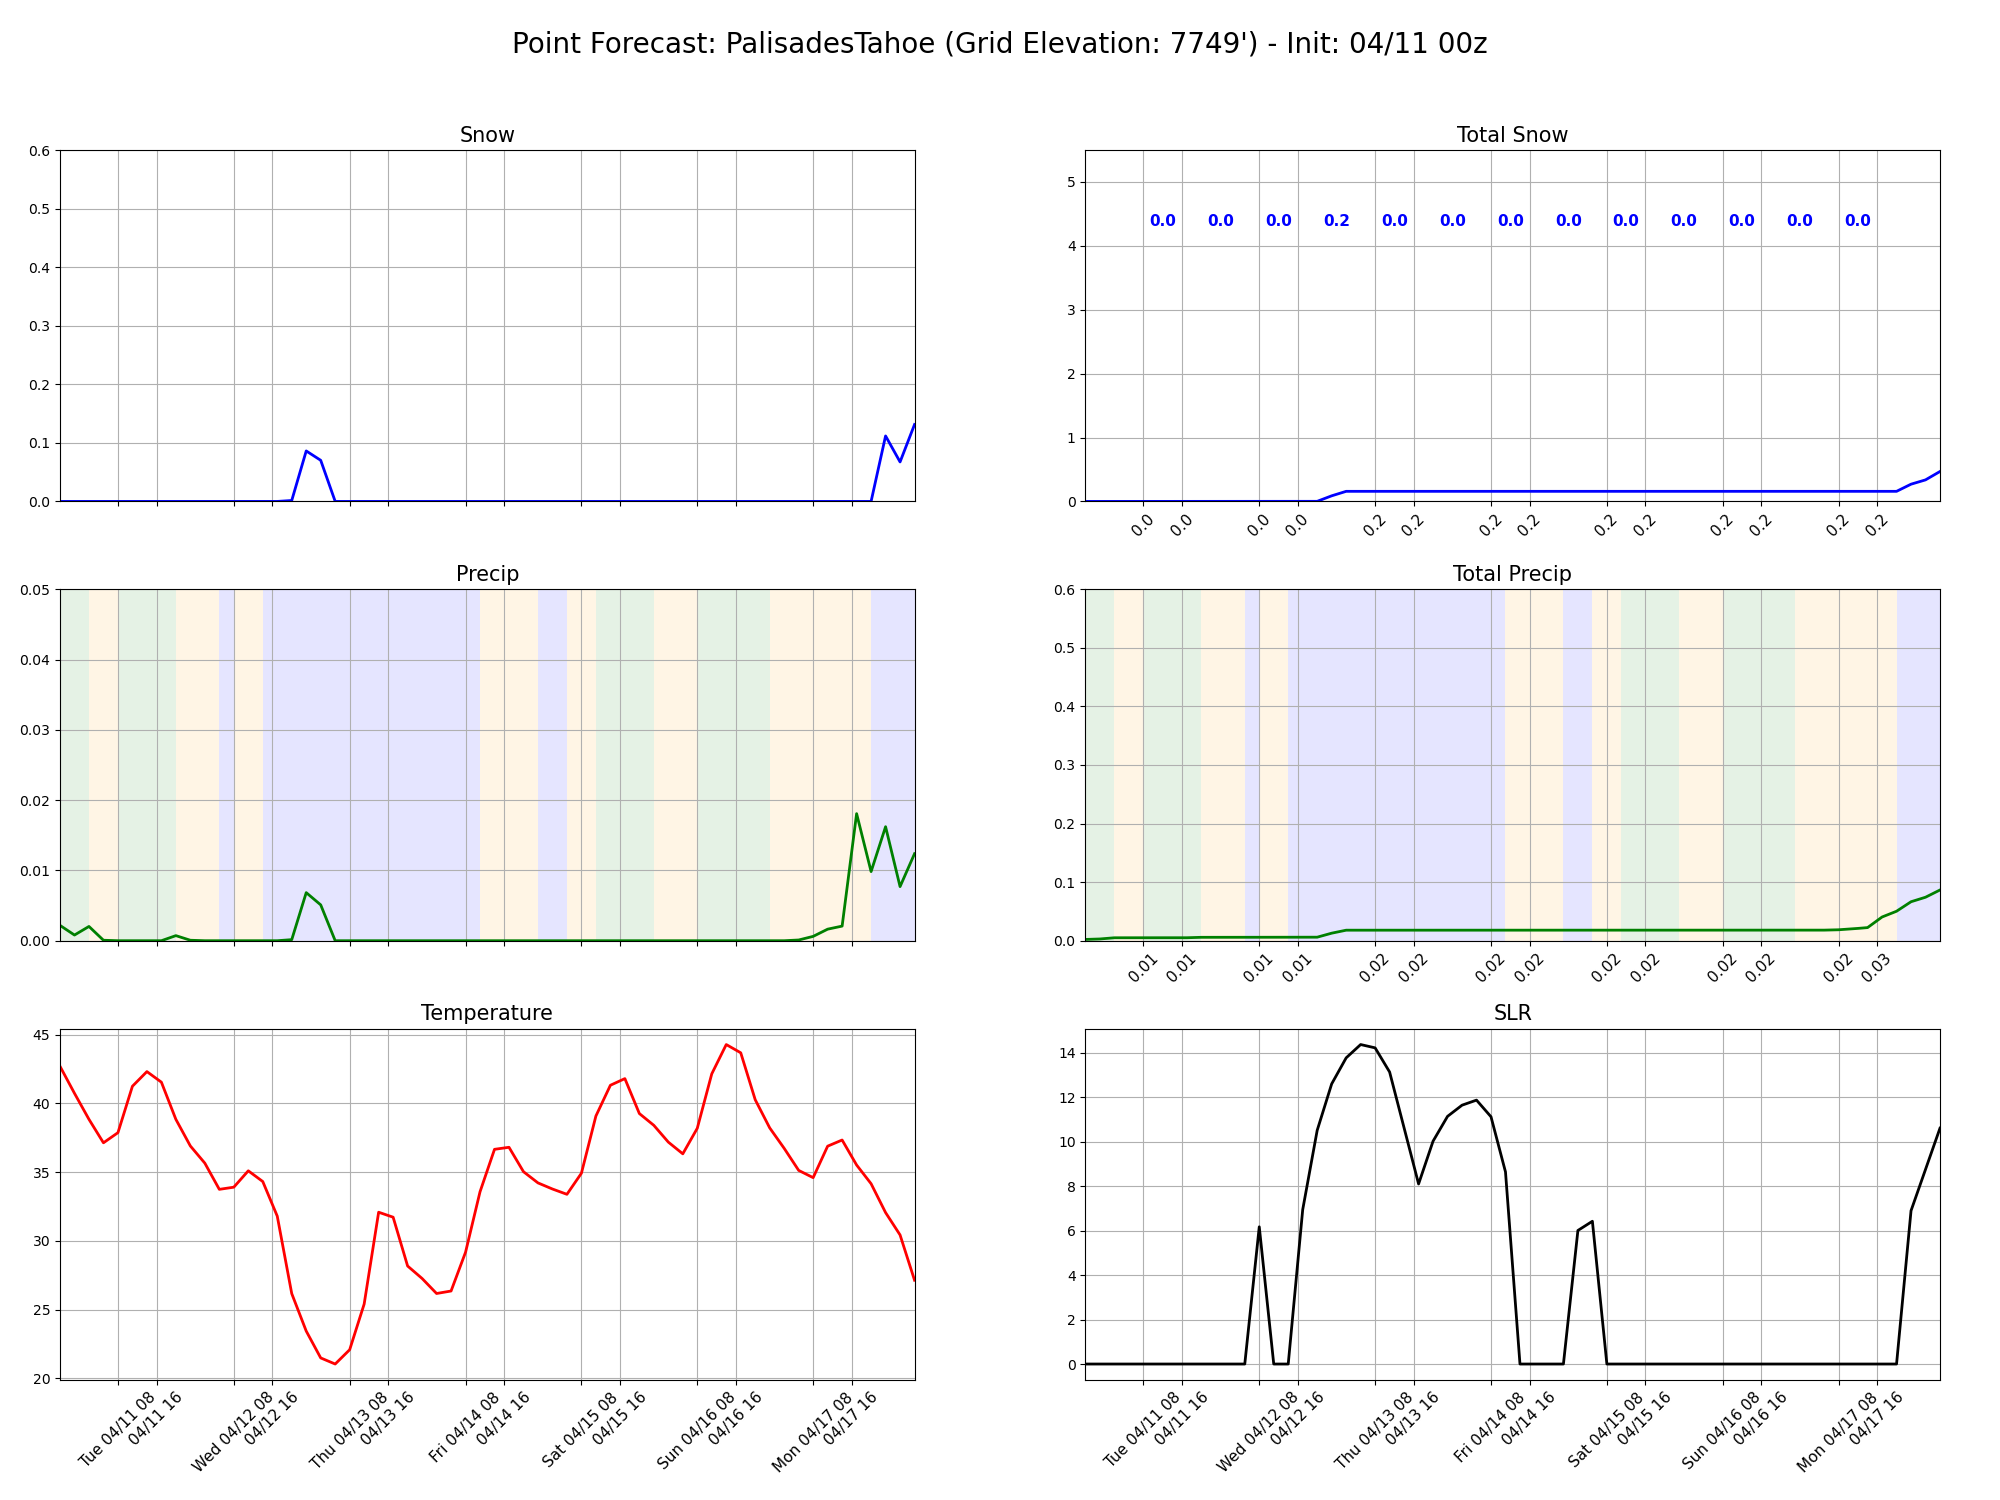 Point Forecast: PalisadesTahoe (Grid Elevation: 7749') - Init: 04/11 00z
Snow
0.6
0.5
0.4
0.3
0.2
0.1
0.0
Total Snow
5
4
3
2
1
0
0.0 0.0 0.0 0.2 0.0 0.0 0.0 0.0 0.0 0.0 0.0 0.0 0.0
0.0 0.0 0.0 0.0 0.2 0.2 0.2 0.2 0.2 0.2 0.2 0.2 0.2 0.2
Precip
0.05
0.04
0.03
0.02
0.01
0.00
Total Precip
0.6
0.5
0.4
0.3
0.2
0.1
0.0
0.01 0.01 0.01 0.01 0.02 0.02 0.02 0.02 0.02 0.02 0.02 0.02 0.02 0.03
Temperature
45
40
35
30
25
20
Tue 04/11 08
04/11 16
Wed 04/12 08
04/12 16
Thu 04/13 08
04/13 16
Fri 04/14 08
04/14 16
Sat 04/15 08
04/15 16
Sun 04/16 08
04/16 16
Mon 04/17 08
04/17 16
SLR
14
12
10
8
6
4
2
0
Tue 04/11 08
04/11 16
Wed 04/12 08
04/12 16
Thu 04/13 08
04/13 16
Fri 04/14 08
04/14 16
Sat 04/15 08
04/15 16
Sun 04/16 08
04/16 16
Mon 04/17 08
04/17 16